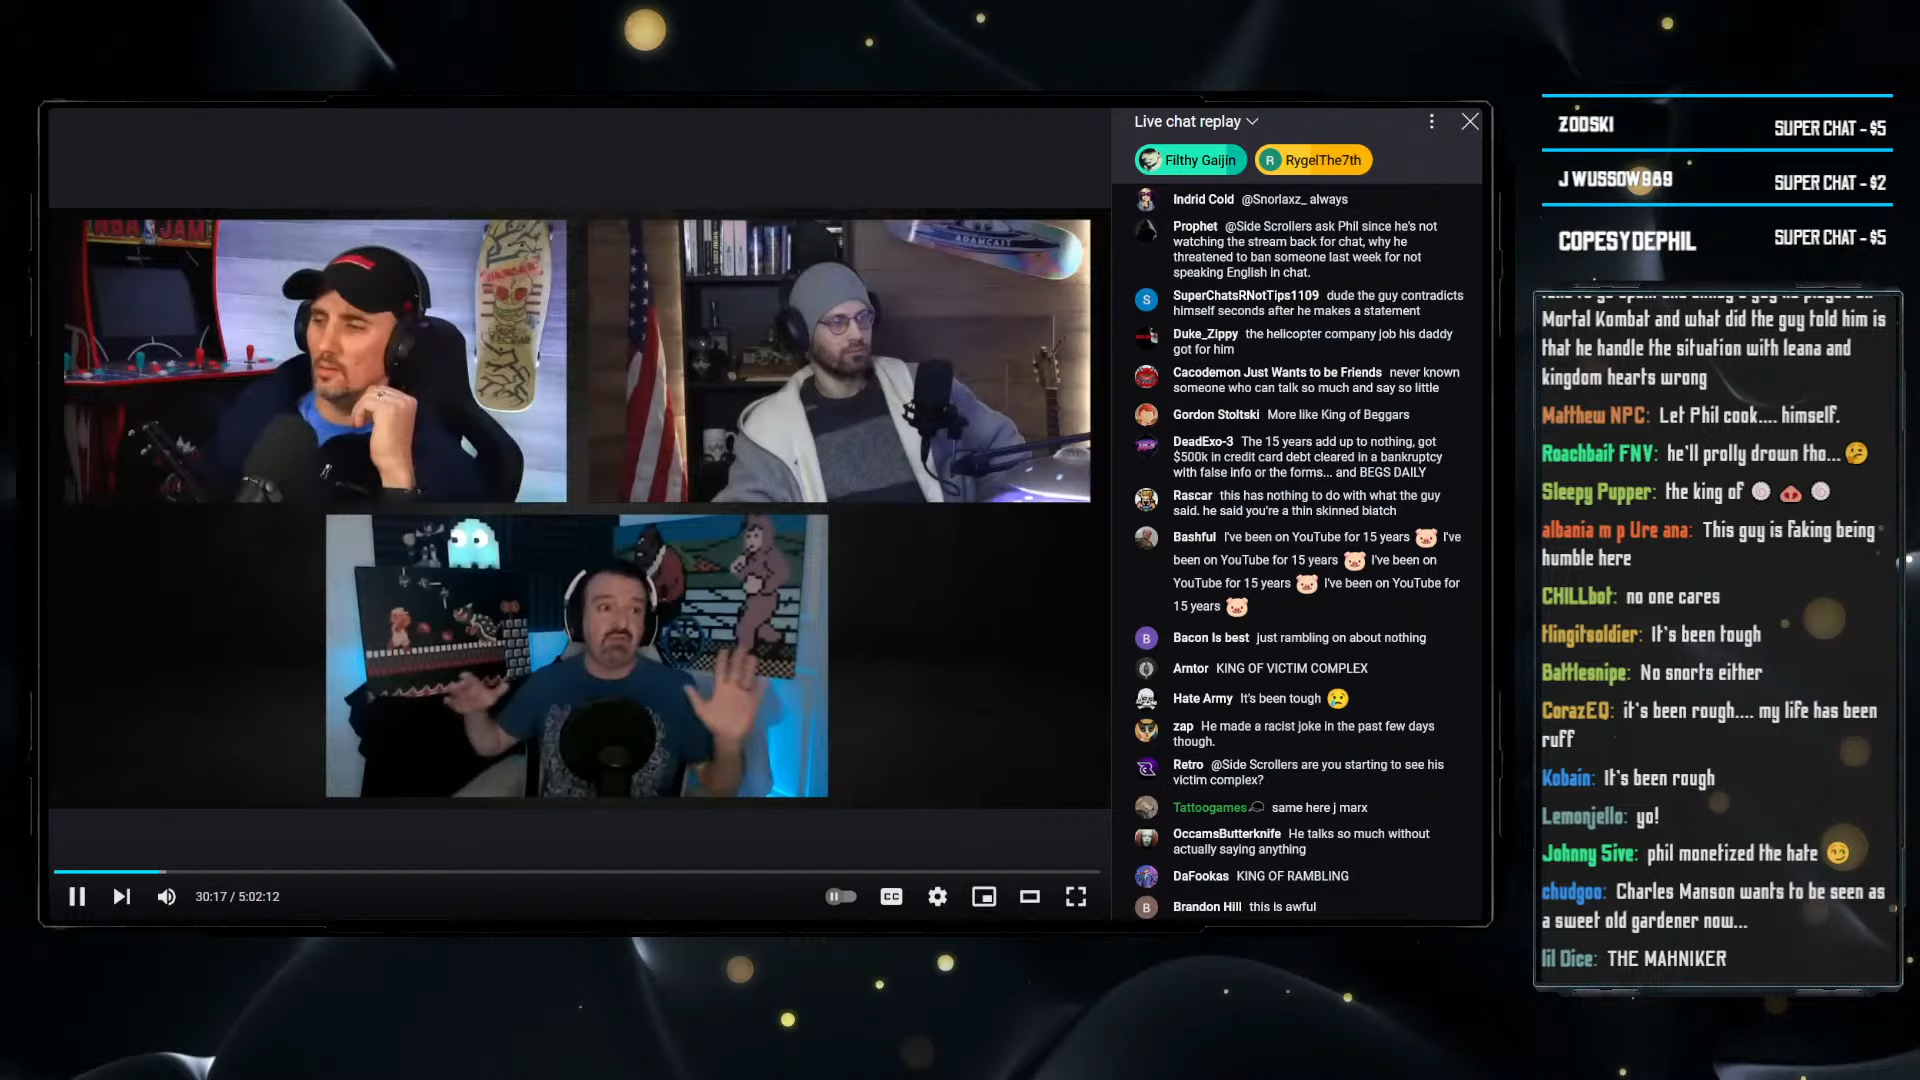 NBA JAM
ADAMCAST
30:17 / 5:02:12
CC
Live chat replay
Filthy Gaijin
R RygelThe7th
Indrid Cold @Snorlaxz_ always
Prophet @Side Scrollers ask Phil since he's not
watching the stream back for chat, why he
threatened to ban someone last week for not
speaking English in chat.
S SuperChatsRNotTips1109 dude the guy contradicts
himself seconds after he makes a statement
Duke_Zippy the helicopter company job his daddy
got for him
Cacodemon Just Wants to be Friends never known
someone who can talk so much and say so little
Gordon Stoltski More like King of Beggars
DeadExo-3 The 15 years add up to nothing, got
$500k in credit card debt cleared in a bankruptcy
with false info or the forms... and BEGS DAILY
Rascar this has nothing to do with what the guy
said. he said you're a thin skinned biatch
Bashful I've been on YouTube for 15 years 🐷 I've
been on YouTube for 15 years 🐷 I've been on
YouTube for 15 years 🐷 I've been on YouTube for
15 years 🐷
B Bacon Is best just rambling on about nothing
Arntor KING OF VICTIM COMPLEX
Hate Army It's been tough 😢
zap He made a racist joke in the past few days
though.
Retro @Side Scrollers are you starting to see his
victim complex?
Tattoogames same here j marx
OccamsButterknife He talks so much without
actually saying anything
DaFookas KING OF RAMBLING
B Brandon Hill this is awful
ZODSKI SUPER CHAT - $5
J WUSSOW989 SUPER CHAT - $2
COPESYDEPHIL SUPER CHAT - $5
Mortal Kombat and what did the guy told him is
that he handle the situation with leana and
kingdom hearts wrong
Matthew NPC: Let Phil cook.... himself.
Roachbait FNV: he'll prolly drown tho... 🤔
Sleepy Pupper: the king of 🍥 🐽 🍥
albania m p Ure ana: This guy is faking being
humble here
CHILLbot: no one cares
Hingitsoldier: It's been tough
Battlesnipe: No snorts either
CorazEQ: it's been rough.... my life has been
ruff
Kobain: It's been rough
Lemonjello: yo!
Johnny 5ive: phil monetized the hate 😏
chudgoo: Charles Manson wants to be seen as
a sweet old gardener now...
lil Dice: THE MAHNIKER